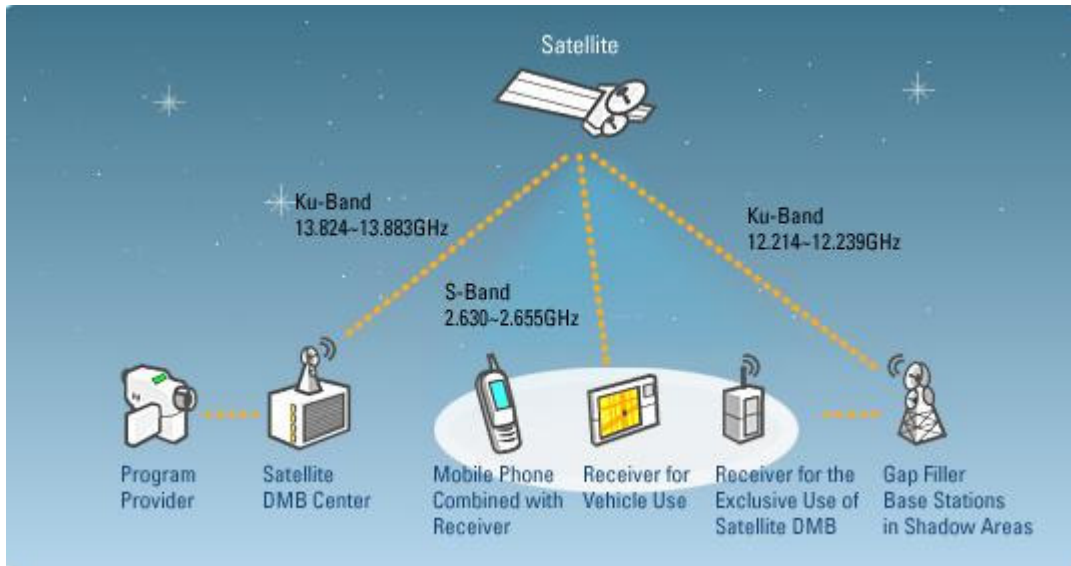 Satellite
Ku-Band
13.824~13.883GHz
Ku-Band
12.214~12.239GHz
S-Band
2.630~2.655GHz
Program
Provider
Satellite
DMB Center
Mobile Phone
Combined with
Receiver
Receiver for
Vehicle Use
Receiver for the
Exclusive Use of
Satellite DMB
Gap Filler
Base Stations
in Shadow Areas